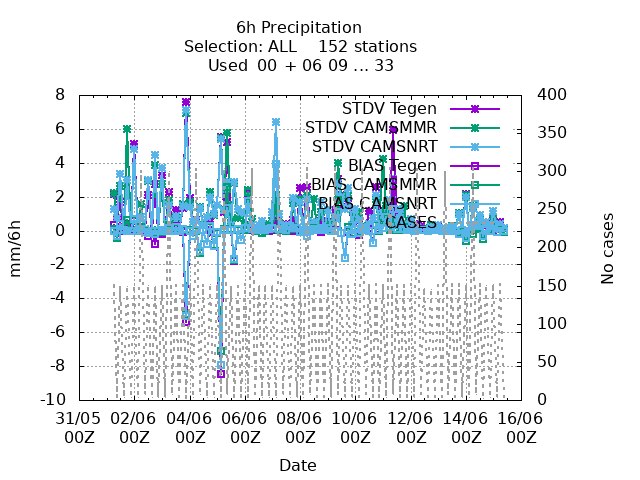 6h Precipitation
Selection: ALL    152 stations
Used  00 + 06 09 ... 33
8
6
4
2
0
-2
-4
-6
-8
-10
400
350
300
250
200
150
100
50
0
STDV Tegen
STDV CAMSMMR
STDV CAMSNRT
BIAS Tegen
BIAS CAMSMMR
BIAS CAMSNRT
CASES
mm/6h
No cases
31/05 02/06 04/06 06/06 08/06 10/06 12/06 14/06 16/06
00Z 00Z 00Z 00Z 00Z 00Z 00Z 00Z 00Z
Date